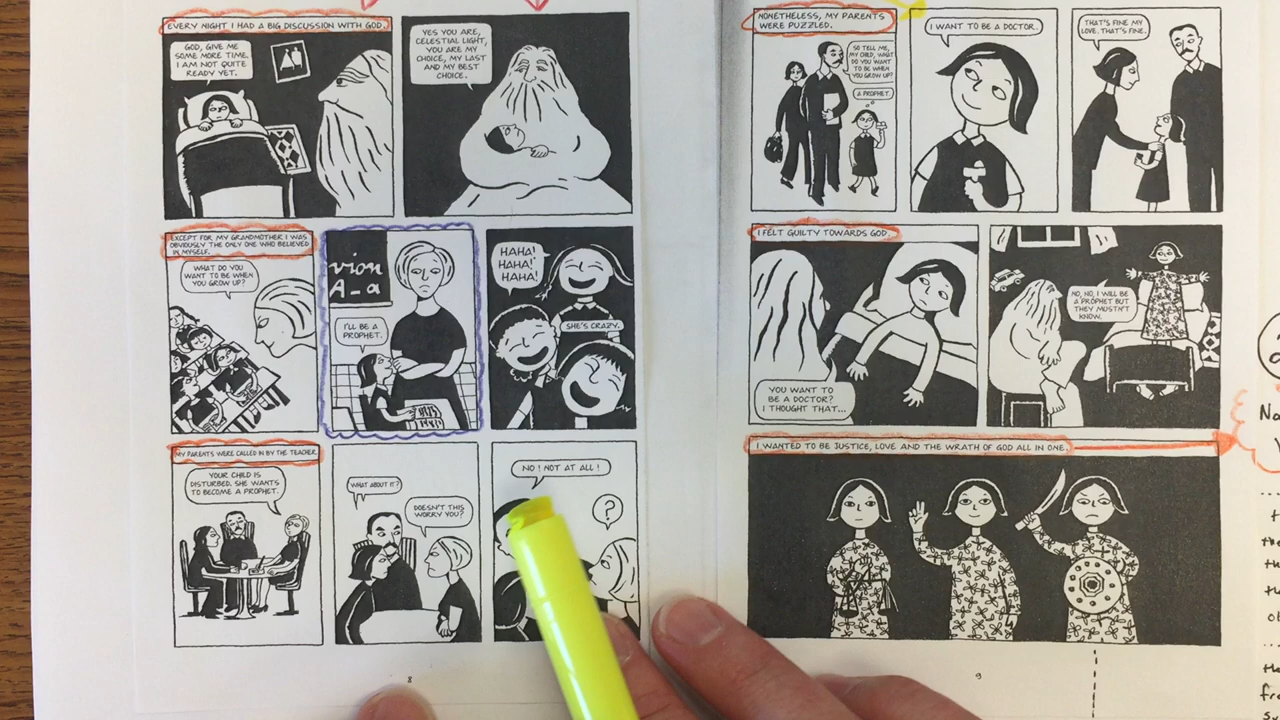 EVERY NIGHT I HAD A BIG DISCUSSION WITH GOD.
GOD, GIVE ME
SOME MORE TIME.
I AM NOT QUITE
READY YET.
YES YOU ARE,
CELESTIAL LIGHT,
YOU ARE MY
CHOICE, MY LAST
AND MY BEST
CHOICE.
EXCEPT FOR MY GRANDMOTHER I WAS
OBVIOUSLY THE ONLY ONE WHO BELIEVED
IN MYSELF.
WHAT DO YOU
WANT TO BE WHEN
YOU GROW UP?
vion
A_a
I'LL BE A
PROPHET.
HAHA!
HAHA!
HAHA!
SHE'S CRAZY.
MY PARENTS WERE CALLED IN BY THE TEACHER.
YOUR CHILD IS
DISTURBED. SHE WANTS
TO BECOME A PROPHET.
WHAT ABOUT IT?
DOESN'T THIS
WORRY YOU?
NO! NOT AT ALL!
?
8
NONETHELESS, MY PARENTS
WERE PUZZLED.
SO TELL ME,
MY CHILD, WHAT
DO YOU WANT
TO BE WHEN
YOU GROW UP?
A PROPHET.
I WANT TO BE A DOCTOR.
THAT'S FINE MY
LOVE. THAT'S FINE.
I FELT GUILTY TOWARDS GOD.
YOU WANT TO
BE A DOCTOR?
I THOUGHT THAT...
NO, NO, I WILL BE
A PROPHET BUT
THEY MUSTN'T
KNOW.
I WANTED TO BE JUSTICE, LOVE AND THE WRATH OF GOD ALL IN ONE.
9